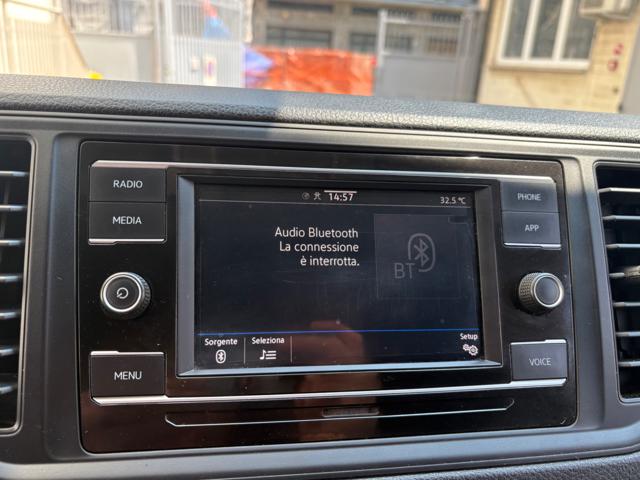 RADIO
MEDIA
MENU
14:57
32.5 °C
Audio Bluetooth
La connessione
è interrotta.
BT
Sorgente
Seleziona
Setup
PHONE
APP
VOICE